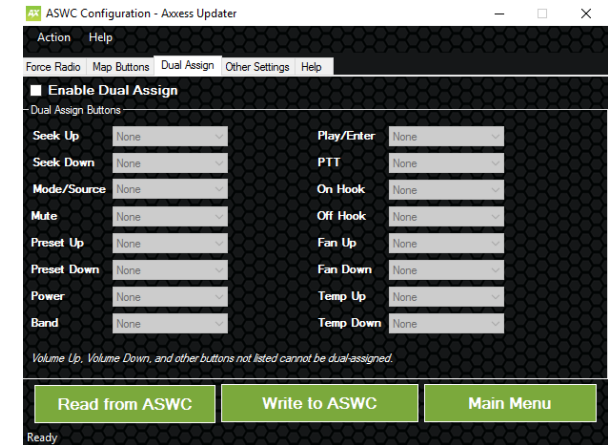 AX ASWC Configuration - Axxess Updater
Action Help
Force Radio Map Buttons Dual Assign Other Settings Help
Enable Dual Assign
Dual Assign Buttons
Seek Up None Play/Enter None
Seek Down None PTT None
Mode/Source None On Hook None
Mute None Off Hook None
Preset Up None Fan Up None
Preset Down None Fan Down None
Power None Temp Up None
Band None Temp Down None
Volume Up, Volume Down, and other buttons not listed cannot be dual-assigned.
Read from ASWC Write to ASWC Main Menu
Ready